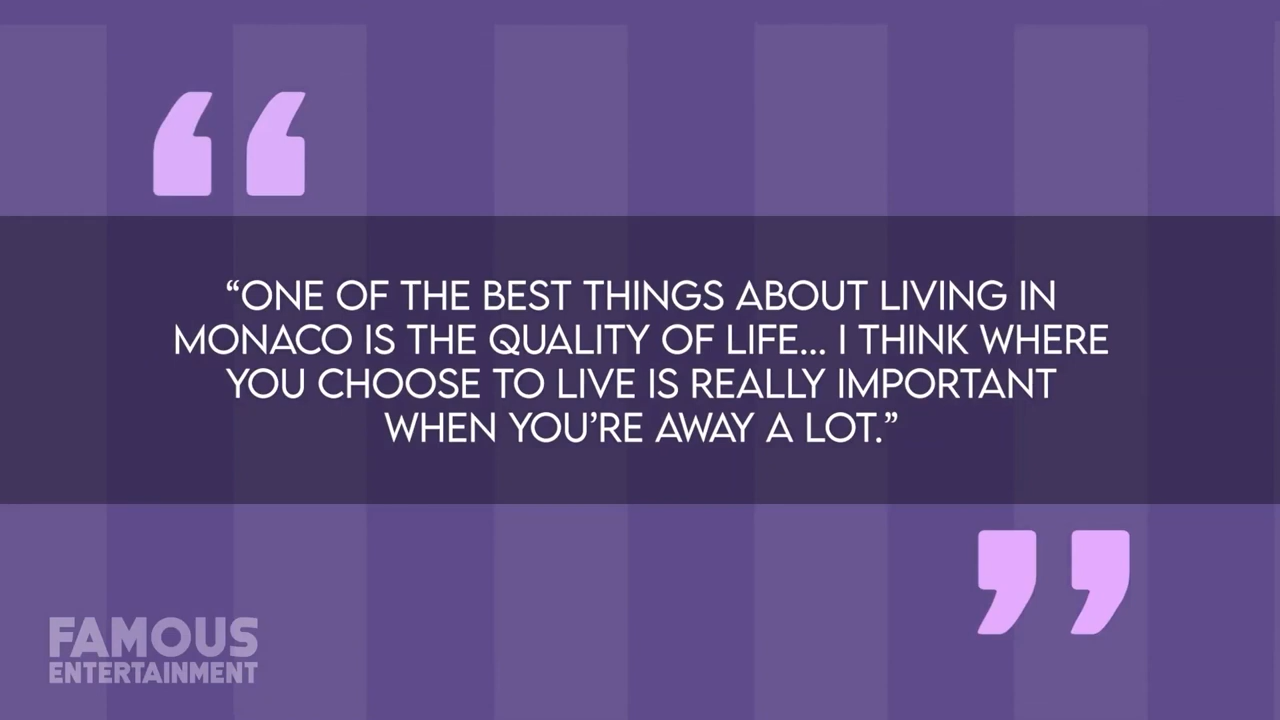 “ONE OF THE BEST THINGS ABOUT LIVING IN
MONACO IS THE QUALITY OF LIFE... I THINK WHERE
YOU CHOOSE TO LIVE IS REALLY IMPORTANT
WHEN YOU’RE AWAY A LOT.”
FAMOUS
ENTERTAINMENT